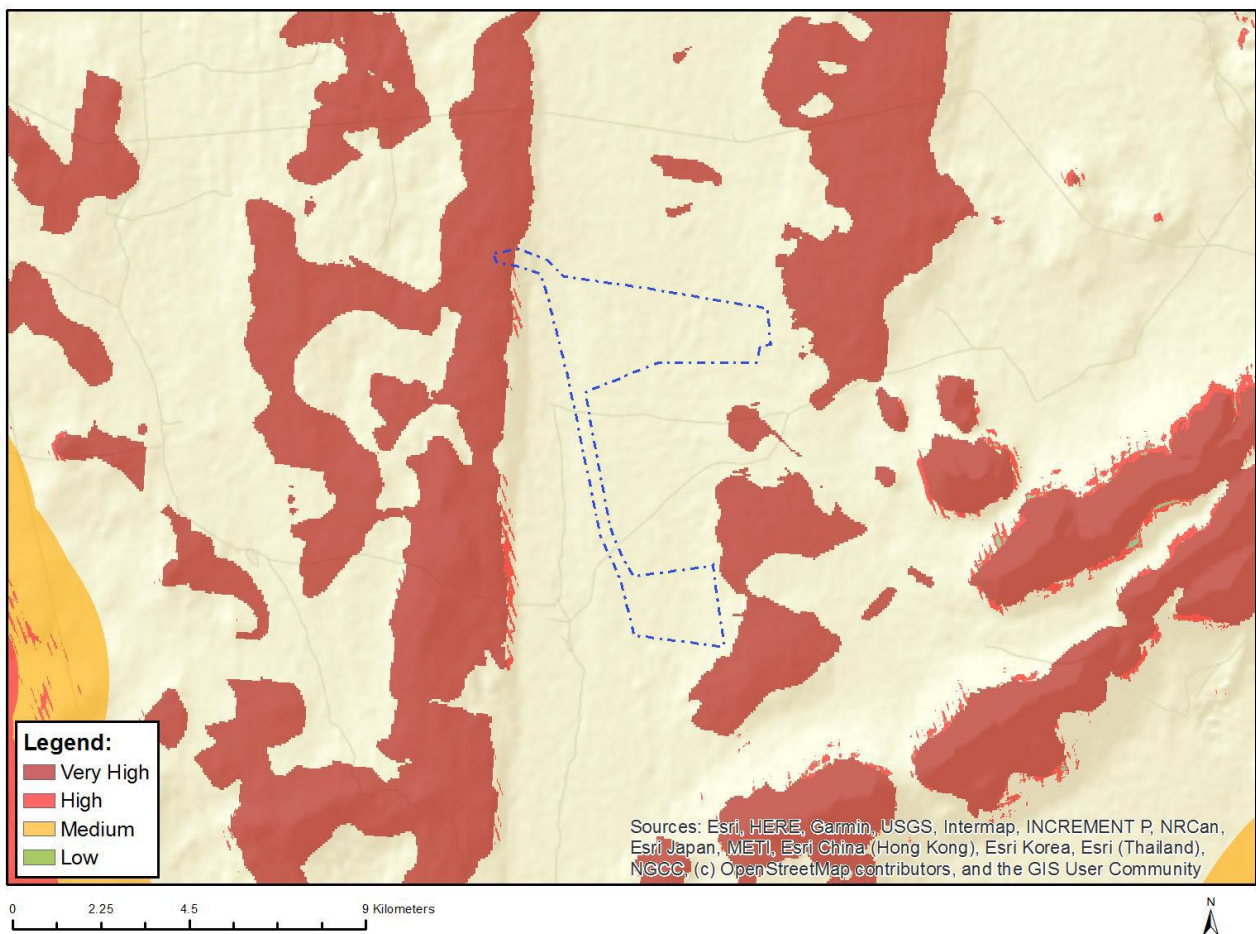 Legend:
Very High
High
Medium
Low
Sources: Esri, HERE, Garmin, USGS, Intermap, INCREMENT P, NRCan,
Esri Japan, METI, Esri China (Hong Kong), Esri Korea, Esri (Thailand),
NGCC, (c) OpenStreetMap contributors, and the GIS User Community
0 2.25 4.5 9 Kilometers
N